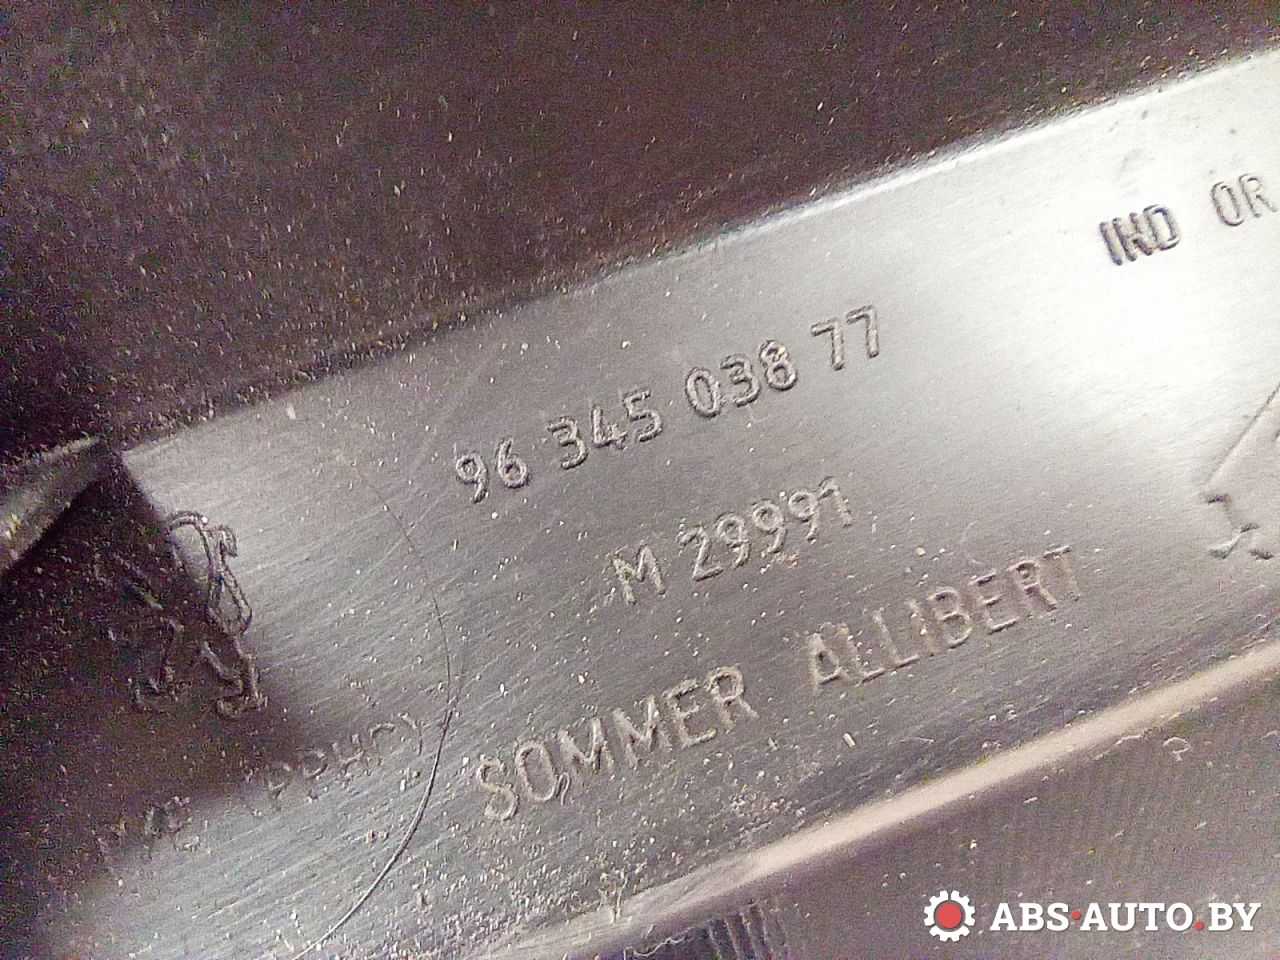 IND OR
96 345 038 77
M 29991
SOMMER ALLIBERT
ABS·AUTO.BY